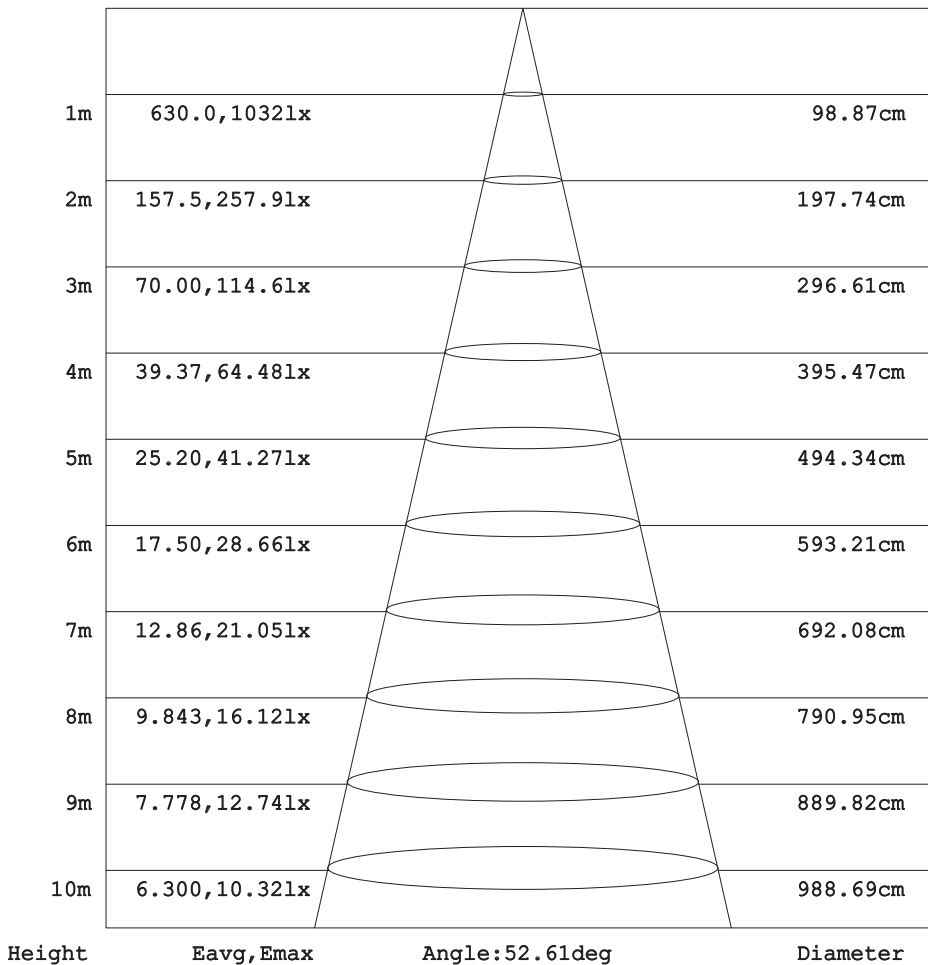 1m 630.0,1032lx 98.87cm
2m 157.5,257.9lx 197.74cm
3m 70.00,114.6lx 296.61cm
4m 39.37,64.48lx 395.47cm
5m 25.20,41.27lx 494.34cm
6m 17.50,28.66lx 593.21cm
7m 12.86,21.05lx 692.08cm
8m 9.843,16.12lx 790.95cm
9m 7.778,12.74lx 889.82cm
10m 6.300,10.32lx 988.69cm
Height Eavg,Emax Angle:52.61deg Diameter